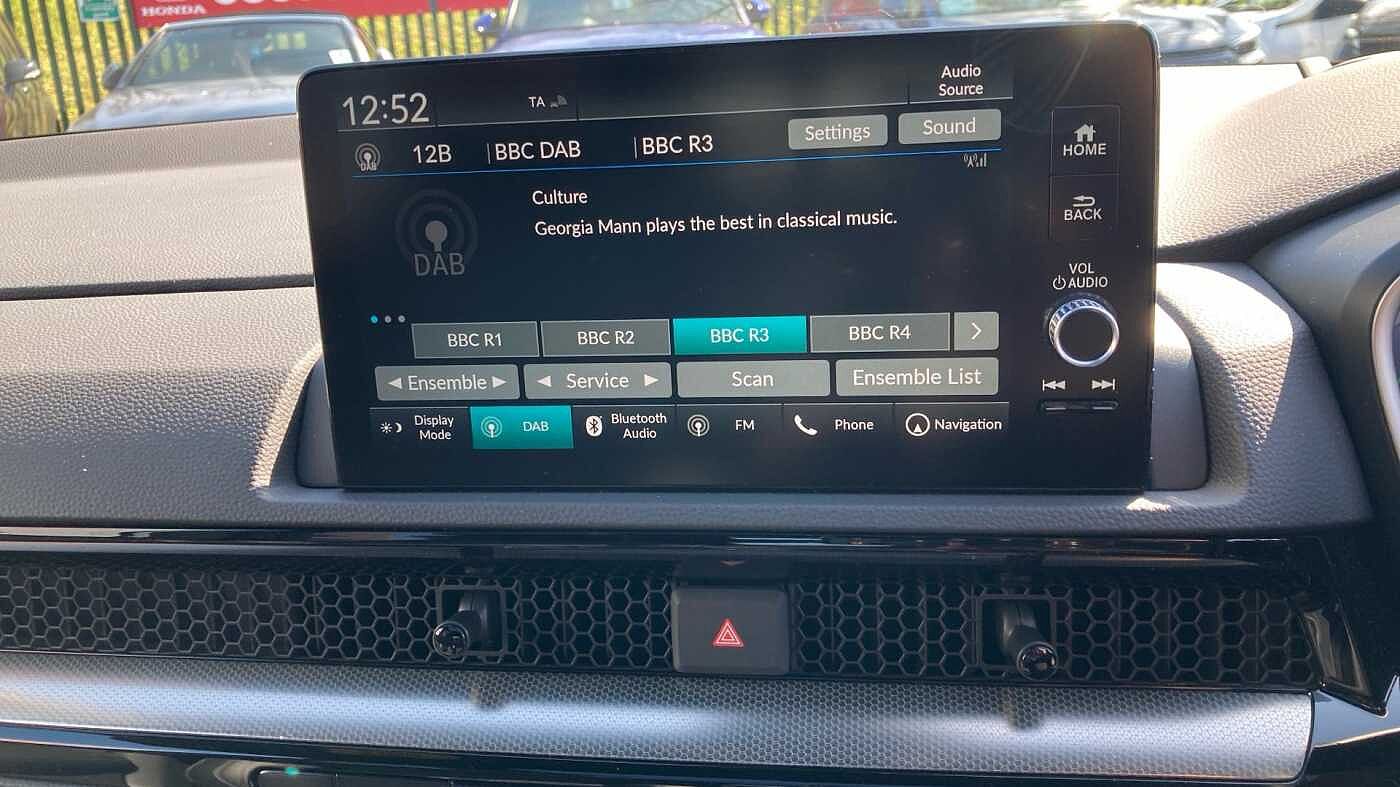 HONDA
12:52
TA
Audio
Source
DAB
12B
BBC DAB
BBC R3
Settings
Sound
HOME
Culture
Georgia Mann plays the best in classical music.
DAB
BACK
VOL
AUDIO
BBC R1
BBC R2
BBC R3
BBC R4
Ensemble
Service
Scan
Ensemble List
Display
Mode
DAB
Bluetooth
Audio
FM
Phone
Navigation